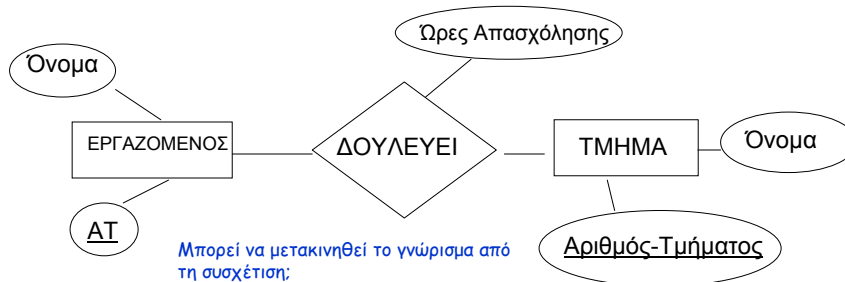 Ώρες Απασχόλησης
Όνομα
ΕΡΓΑΖΟΜΕΝΟΣ
ΔΟΥΛΕΥΕΙ
ΤΜΗΜΑ
Όνομα
ΑΤ
Αριθμός-Τμήματος
Μπορεί να μετακινηθεί το γνώρισμα από
τη συσχέτιση;